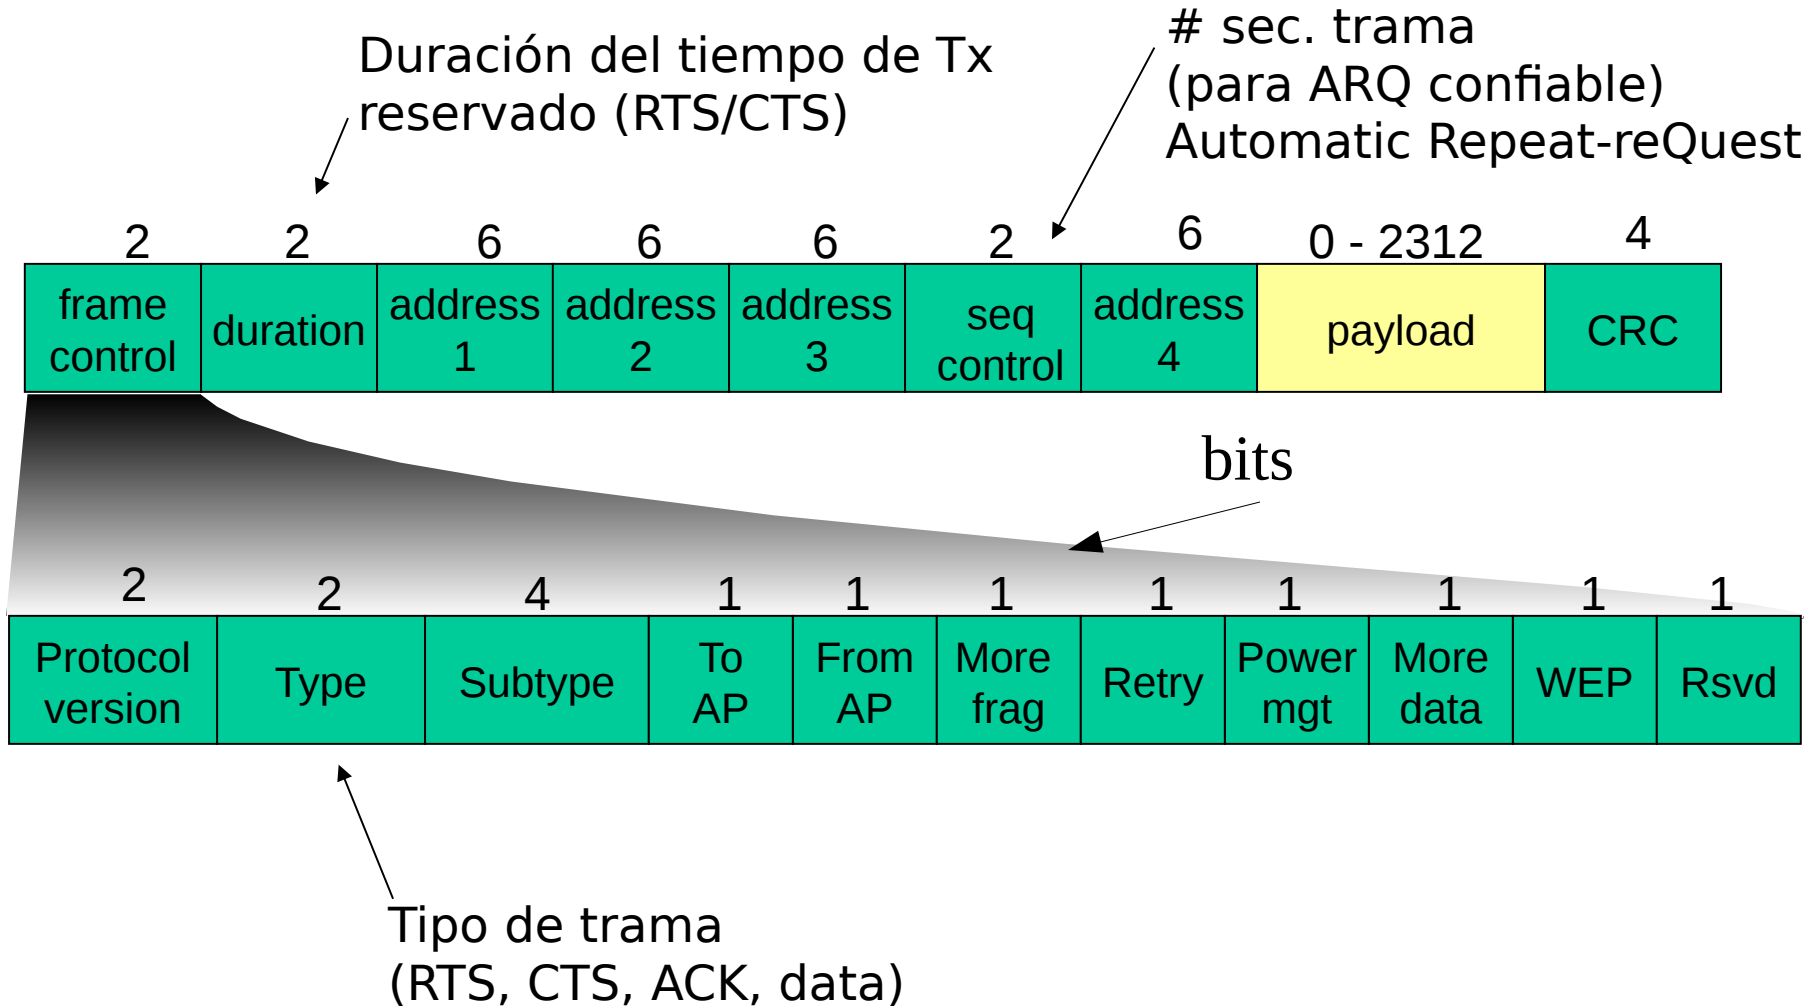 Duración del tiempo de Tx
reservado (RTS/CTS)
# sec. trama
(para ARQ confiable)
Automatic Repeat-reQuest
2 2 6 6 6 2 6 0 - 2312 4
frame
control
duration
address
1
address
2
address
3
seq
control
address
4
payload
CRC
bits
2 2 4 1 1 1 1 1 1 1 1
Protocol
version
Type
Subtype
To
AP
From
AP
More
frag
Retry
Power
mgt
More
data
WEP
Rsvd
Tipo de trama
(RTS, CTS, ACK, data)